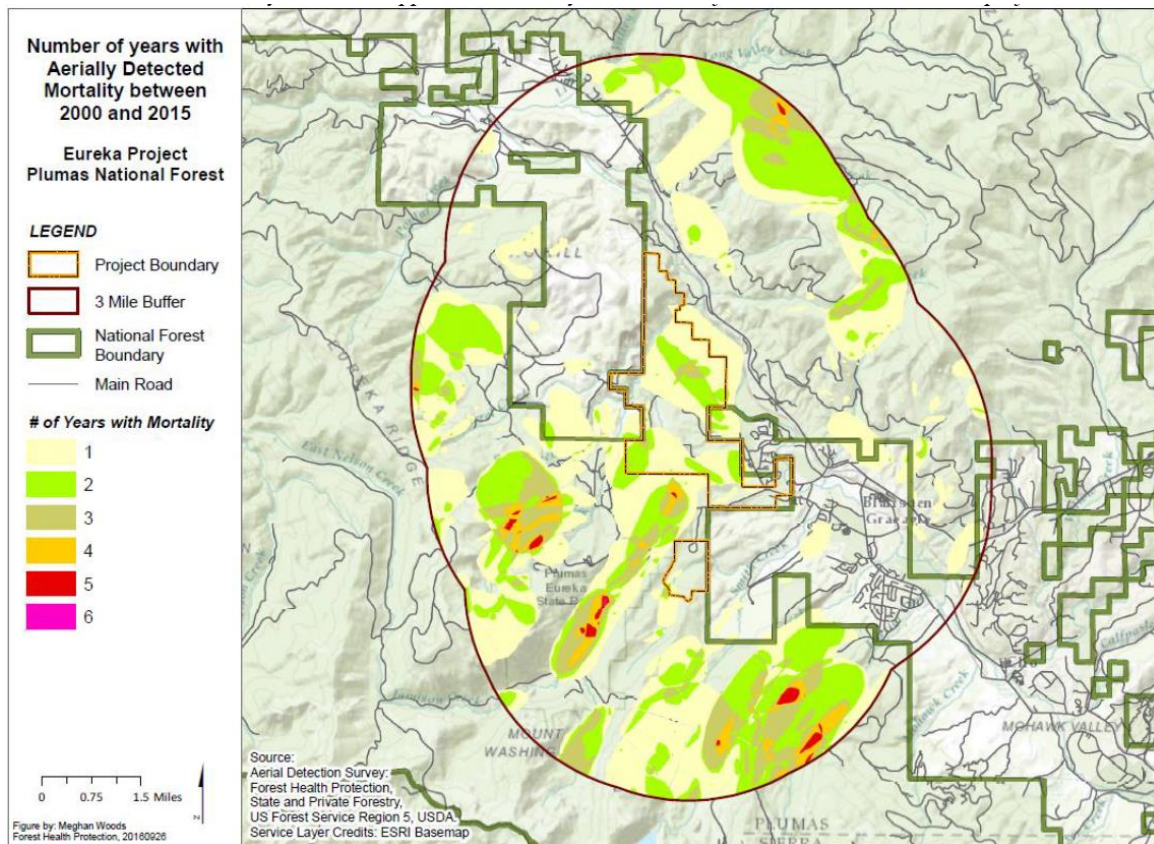 Number of years with
Aerially Detected
Mortality between
2000 and 2015
Eureka Project
Plumas National Forest
LEGEND
Project Boundary
3 Mile Buffer
National Forest
Boundary
Main Road
# of Years with Mortality
1
2
3
4
5
6
0 0.75 1.5 Miles
N
Figure by: Meghan Woods
Forest Health Protection, 20160926
Long Valley Creek
EUREKA RIDGE
East Nelson Creek
Plumas
Eureka
State
Jamison Creek
MOUNT
MOHAWK VALLEY
PLUMAS
SIERRA
Source:
Aerial Detection Survey:
Forest Health Protection,
State and Private Forestry,
US Forest Service Region 5, USDA.
Service Layer Credits: ESRI Basemap